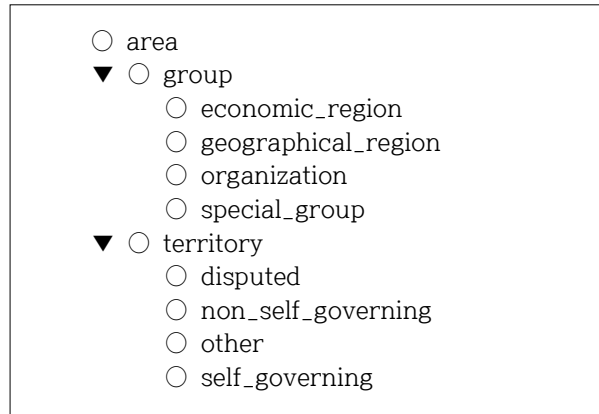 area
group
economic_region
geographical_region
organization
special_group
territory
disputed
non_self_governing
other
self_governing